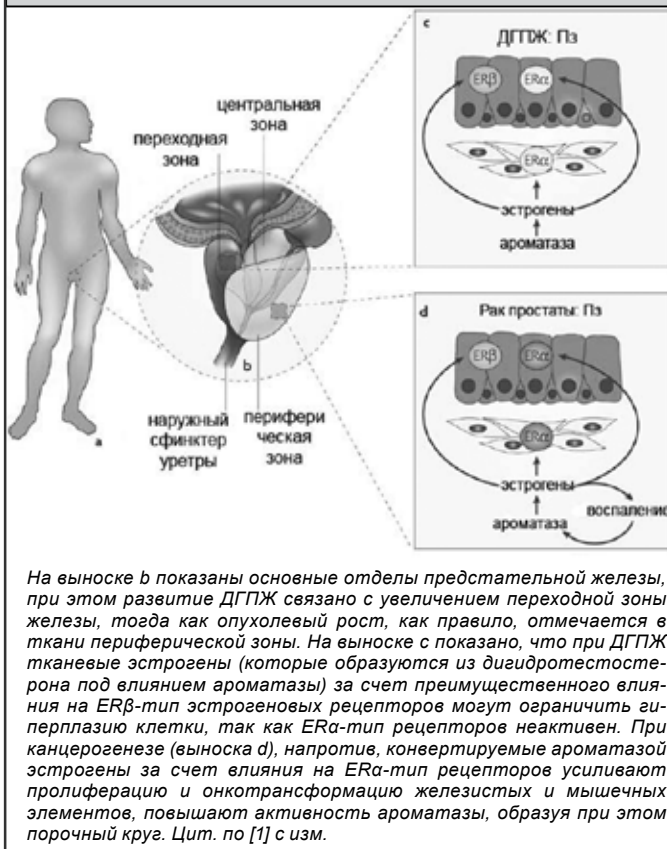 c
ДГПЖ: Пз
ERβ
ERα
ERα
эстрогены
ароматаза
центральная
зона
переходная
зона
наружный
сфинктер
уретры
перифери
ческая
зона
a
b
d
Рак простаты: Пз
ERβ
ERα
ERα
эстрогены
ароматаза
воспаление
На выноске b показаны основные отделы предстательной железы,
при этом развитие ДГПЖ связано с увеличением переходной зоны
железы, тогда как опухолевый рост, как правило, отмечается в
ткани периферической зоны. На выноске с показано, что при ДГПЖ
тканевые эстрогены (которые образуются из дигидротестосте-
рона под влиянием ароматазы) за счет преимущественного влия-
ния на ERβ-тип эстрогеновых рецепторов могут ограничить ги-
перплазию клетки, так как ERα-тип рецепторов неактивен. При
канцерогенезе (выноска d), напротив, конвертируемые ароматазой
эстрогены за счет влияния на ERα-тип рецепторов усиливают
пролиферацию и онкотрансформацию железистых и мышечных
элементов, повышают активность ароматазы, образуя при этом
порочный круг. Цит. по [1] с изм.